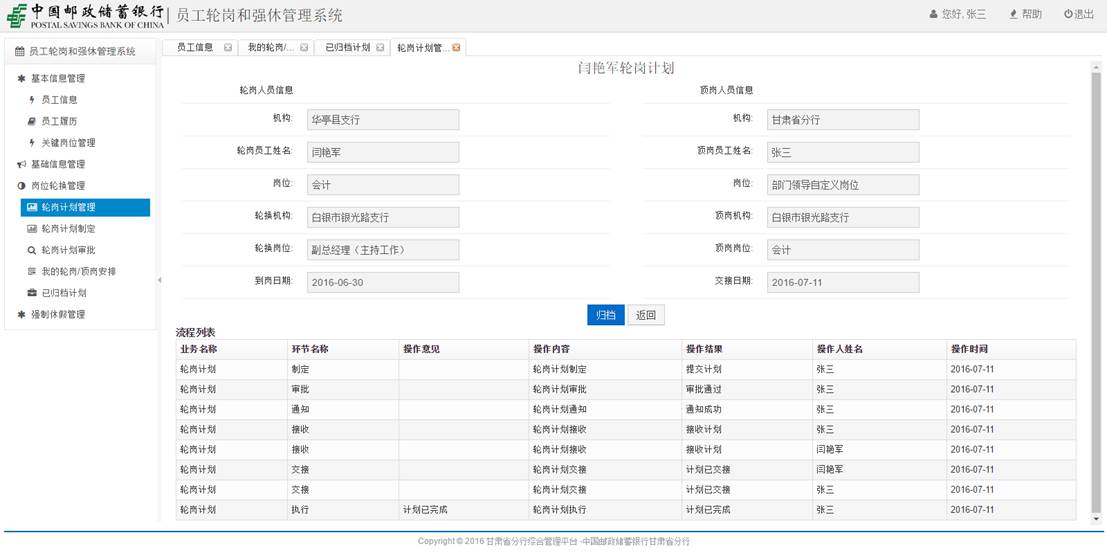 中国邮政储蓄银行
POSTAL SAVINGS BANK OF CHINA
员工轮岗和强休管理系统
您好, 张三 帮助 退出
员工轮岗和强休管理系统
基本信息管理
员工信息
员工履历
关键岗位管理
基础信息管理
岗位轮换管理
轮岗计划管理
轮岗计划制定
轮岗计划审批
我的轮岗/顶岗安排
已归档计划
强制休假管理
员工信息 我的轮岗/... 已归档计划 轮岗计划管...
闫艳军轮岗计划
轮岗人员信息 顶岗人员信息
机构: 华亭县支行 机构: 甘肃省分行
轮岗员工姓名: 闫艳军 顶岗员工姓名: 张三
岗位: 会计 岗位: 部门领导自定义岗位
轮换机构: 白银市银光路支行 顶岗机构: 白银市银光路支行
轮换岗位: 副总经理（主持工作） 顶岗岗位: 会计
到岗日期: 2016-06-30 交接日期: 2016-07-11
归档 返回
流程列表
业务名称 环节名称 操作意见 操作内容 操作结果 操作人姓名 操作时间
轮岗计划 制定 轮岗计划制定 提交计划 张三 2016-07-11
轮岗计划 审批 轮岗计划审批 审批通过 张三 2016-07-11
轮岗计划 通知 轮岗计划通知 通知成功 张三 2016-07-11
轮岗计划 接收 轮岗计划接收 接收计划 张三 2016-07-11
轮岗计划 接收 轮岗计划接收 接收计划 闫艳军 2016-07-11
轮岗计划 交接 轮岗计划交接 计划已交接 闫艳军 2016-07-11
轮岗计划 交接 轮岗计划交接 计划已交接 张三 2016-07-11
轮岗计划 执行 计划已完成 轮岗计划执行 计划已完成 张三 2016-07-11
Copyright © 2016 甘肃省分行综合管理平台 -中国邮政储蓄银行甘肃省分行